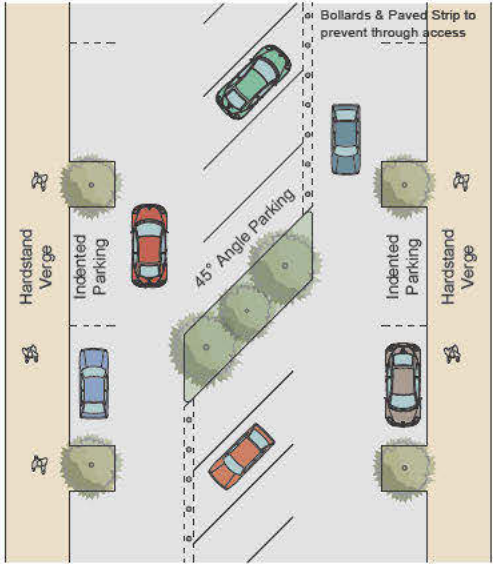 Bollards & Paved Strip to
prevent through access
45° Angle Parking
Hardstand
Verge
Indented
Parking
Indented
Parking
Hardstand
Verge